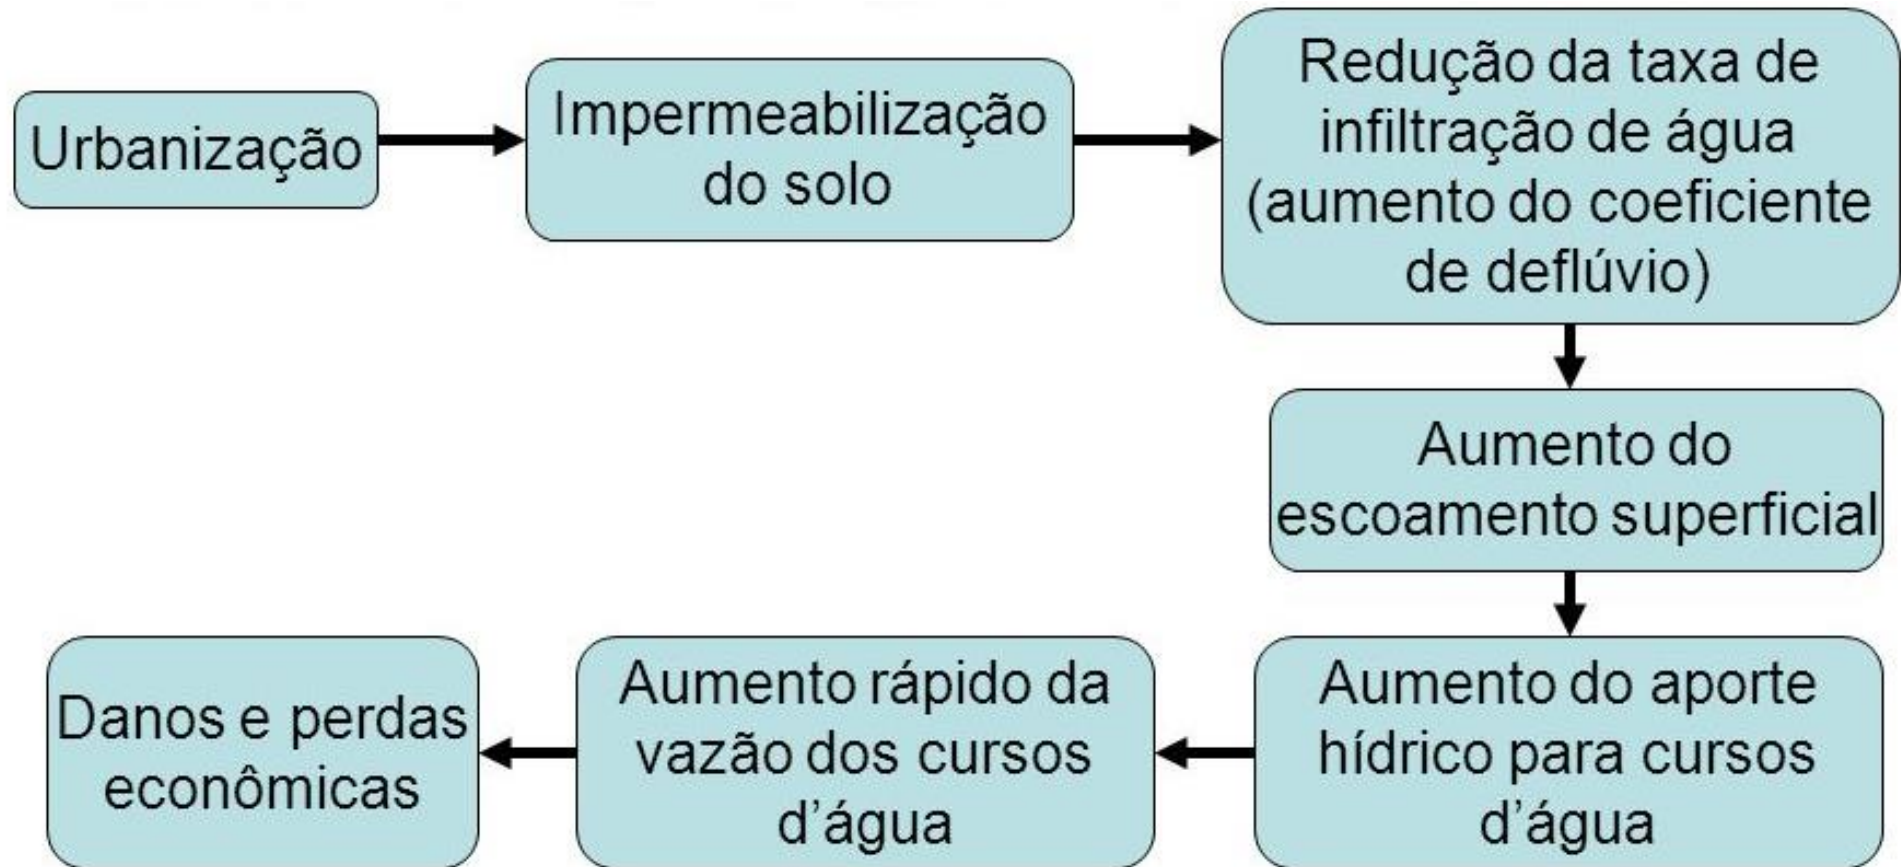 Urbanização
Impermeabilização
do solo
Redução da taxa de
infiltração de água
(aumento do coeficiente
de deflúvio)
Aumento do
escoamento superficial
Aumento do aporte
hídrico para cursos
d’água
Aumento rápido da
vazão dos cursos
d’água
Danos e perdas
econômicas